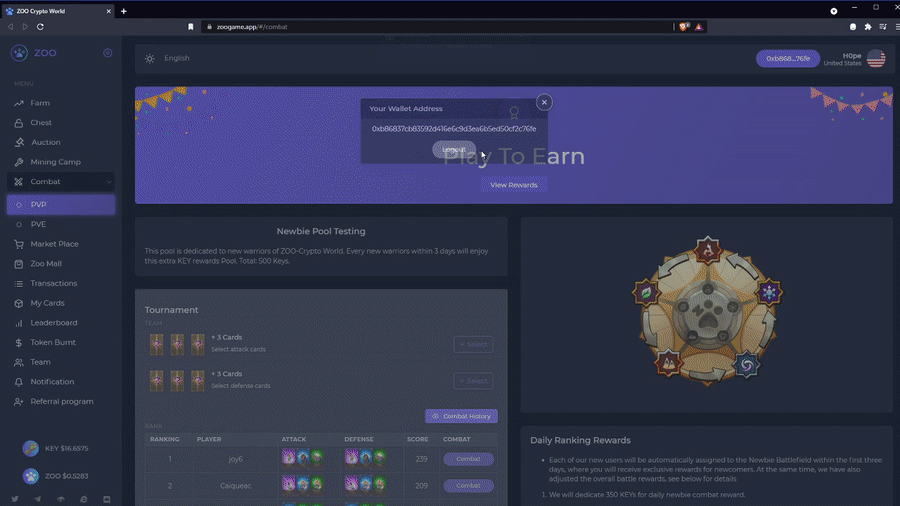 ZOO Crypto World
zoogame.app/#/combat
ZOO
English
0xb868...76fe
H0pe
United States
MENU
Farm
Chest
Auction
Mining Camp
Combat
PVP
PVE
Market Place
Zoo Mall
Transactions
My Cards
Leaderboard
Token Burnt
Team
Notification
Referral program
KEY $16.6575
ZOO $0.5283
Your Wallet Address
0xb86837cb83592d416e6c9d3ea6b5ed50cf2c76fe
Logout
Play To Earn
View Rewards
Newbie Pool Testing
This pool is dedicated to new warriors of ZOO-Crypto World. Every new warriors within 3 days will enjoy
this extra KEY rewards Pool. Total: 500 Keys.
Tournament
TEAM
+ 3 Cards
Select attack cards
+ Select
+ 3 Cards
Select defense cards
+ Select
Combat History
RANK
RANKING PLAYER ATTACK DEFENSE SCORE COMBAT
1 joy6 239 Combat
2 Caiqueac 209 Combat
Daily Ranking Rewards
Each of our new users will be automatically assigned to the Newbie Battlefield within the first three
days, where you will receive exclusive rewards for newcomers. At the same time, we have also
adjusted the overall battle rewards, see below for details
1. We will dedicate 350 KEYs for daily newbie combat reward.